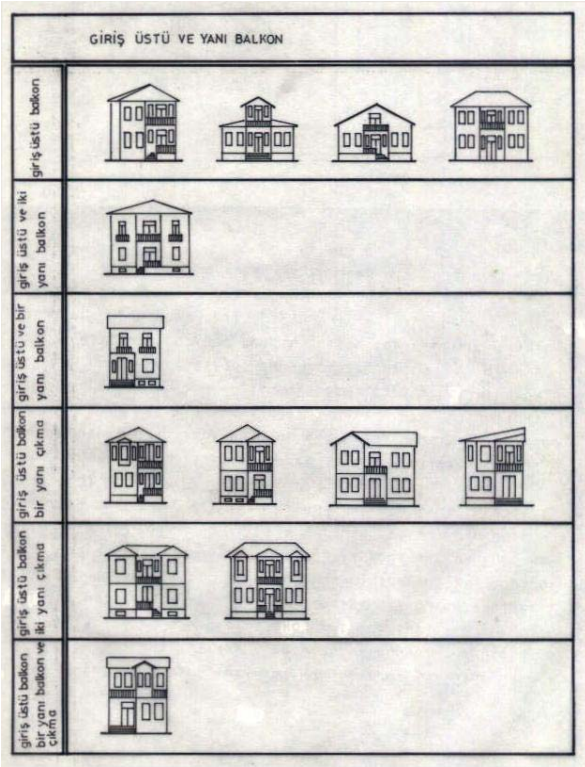 GİRİŞ ÜSTÜ VE YANI BALKON
giriş üstü balkon
giriş üstü ve iki
yanı balkon
giriş üstü ve bir
yanı balkon
giriş üstü balkon
bir yanı çıkma
giriş üstü balkon
iki yanı çıkma
giriş üstü balkon
bir yanı balkon ve
çıkma